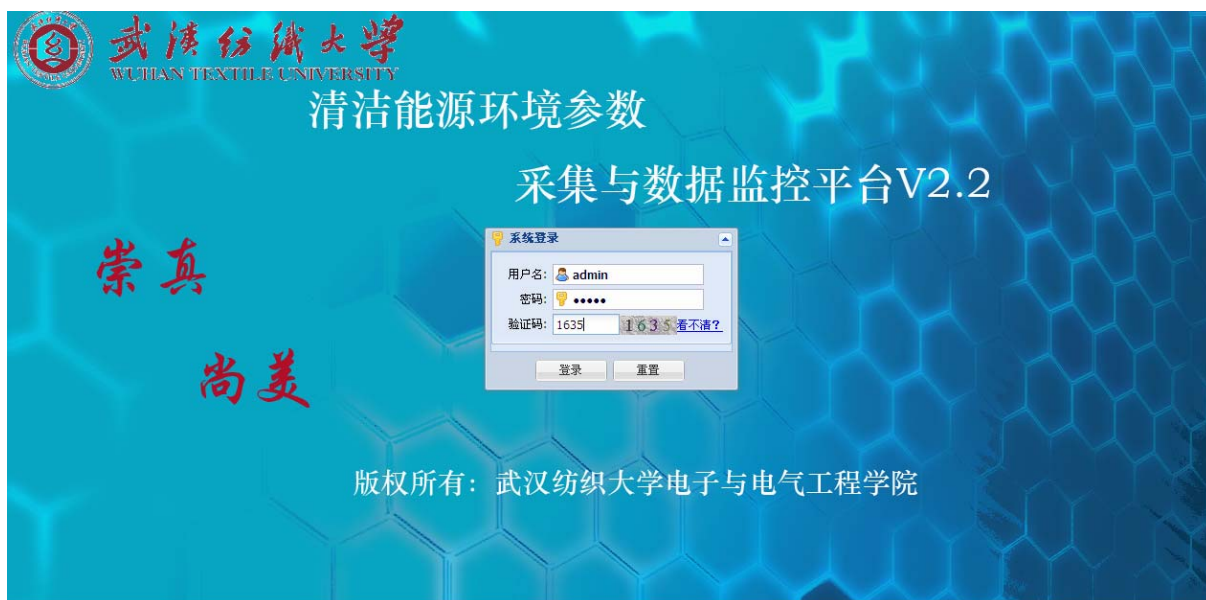 武漢纺織大學
WUHAN TEXTILE UNIVERSITY
清洁能源环境参数
采集与数据监控平台V2.2
崇真
尚美
系统登录
用户名: admin
密码: •••••
验证码: 1635 1635 看不清?
登录 重置
版权所有：武汉纺织大学电子与电气工程学院